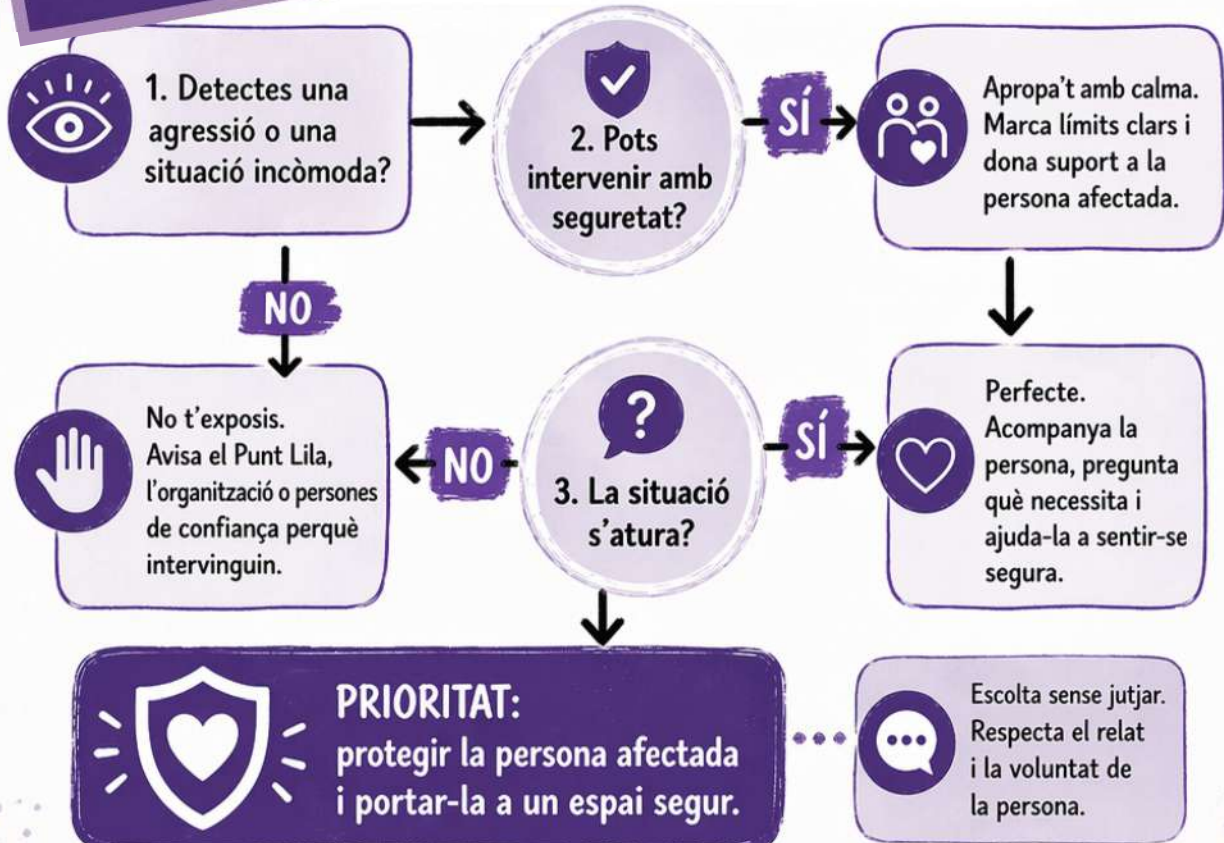 1. Detectes una
agressió o una
situació incòmoda?
2. Pots
intervenir amb
seguretat?
SÍ
Apropa't amb calma.
Marca límits clars i
dona suport a la
persona afectada.
NO
No t'exposis.
Avisa el Punt Lila,
l'organització o persones
de confiança perquè
intervinguin.
NO
3. La situació
s'atura?
SÍ
Perfecte.
Acompanya la
persona, pregunta
què necessita i
ajuda-la a sentir-se
segura.
PRIORITAT:
protegir la persona afectada
i portar-la a un espai segur.
Escolta sense jutjar.
Respecta el relat
i la voluntat de
la persona.